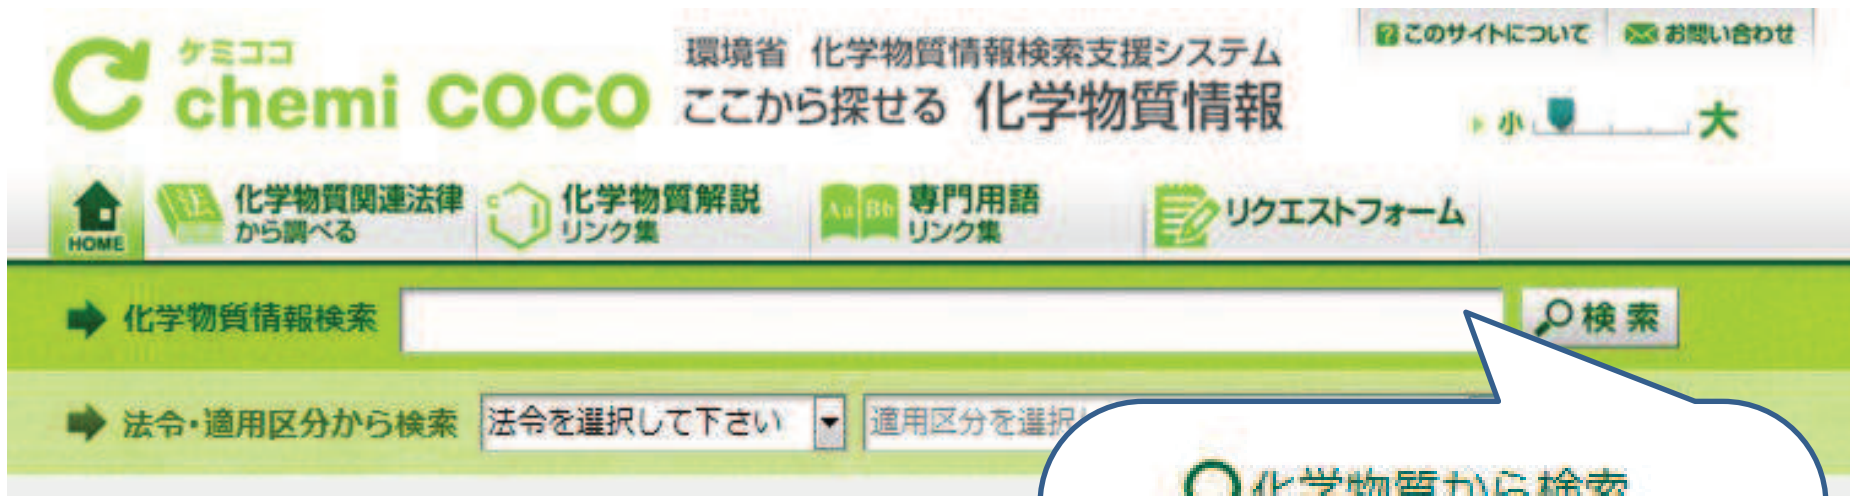 このサイトについて
お問い合わせ
ケミココ
chemi COCO
環境省 化学物質情報検索支援システム
ここから探せる 化学物質情報
小 大
HOME
化学物質関連法律
から調べる
化学物質解説
リンク集
専門用語
リンク集
リクエストフォーム
法
Aa Bb
化学物質情報検索
検索
法令・適用区分から検索
法令を選択して下さい
適用区分を選択
化学物質から検索